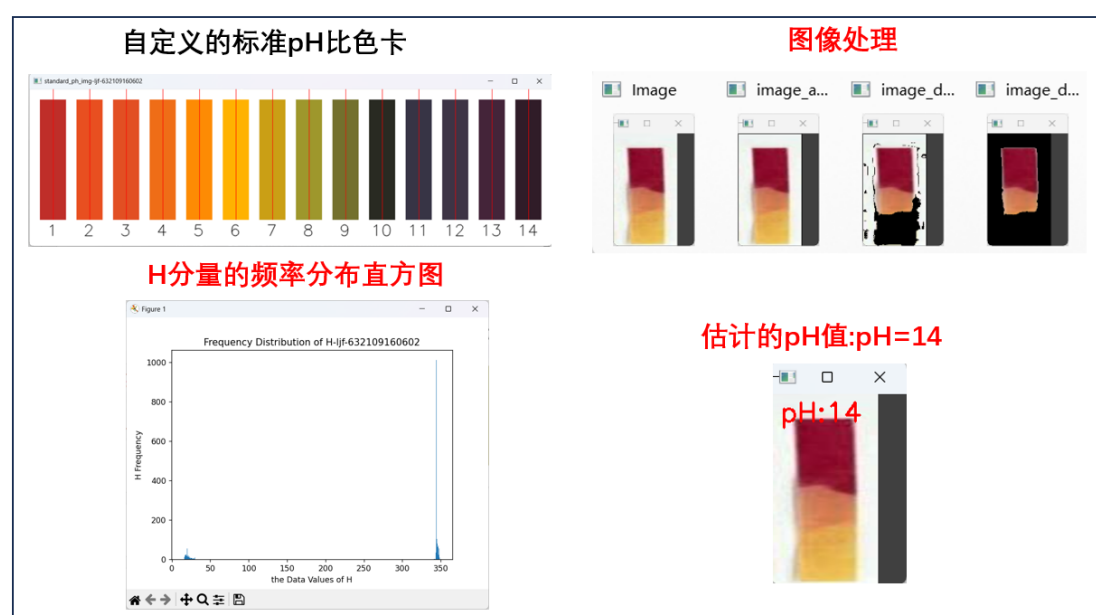 自定义的标准pH比色卡
standard_ph_img-ljf-632109160602
1 2 3 4 5 6 7 8 9 10 11 12 13 14
图像处理
Image image_a... image_d... image_d...
H分量的频率分布直方图
Figure 1
Frequency Distribution of H-ljf-632109160602
H Frequency
1000
800
600
400
200
0
0 50 100 150 200 250 300 350
the Data Values of H
估计的pH值:pH=14
pH:14